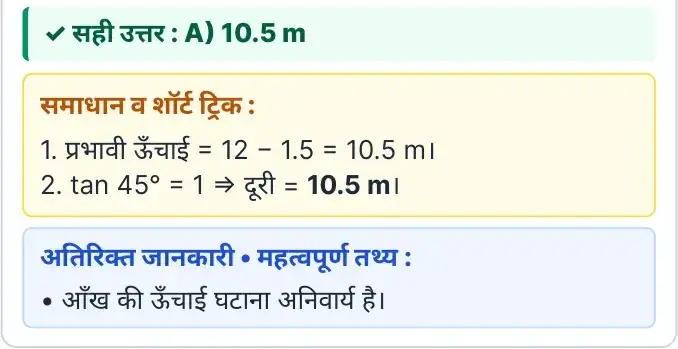 ✓ सही उत्तर : A) 10.5 m
समाधान व शॉर्ट ट्रिक :
1. प्रभावी ऊँचाई = 12 − 1.5 = 10.5 m।
2. tan 45° = 1 ⇒ दूरी = 10.5 m।
अतिरिक्त जानकारी • महत्वपूर्ण तथ्य :
• आँख की ऊँचाई घटाना अनिवार्य है।